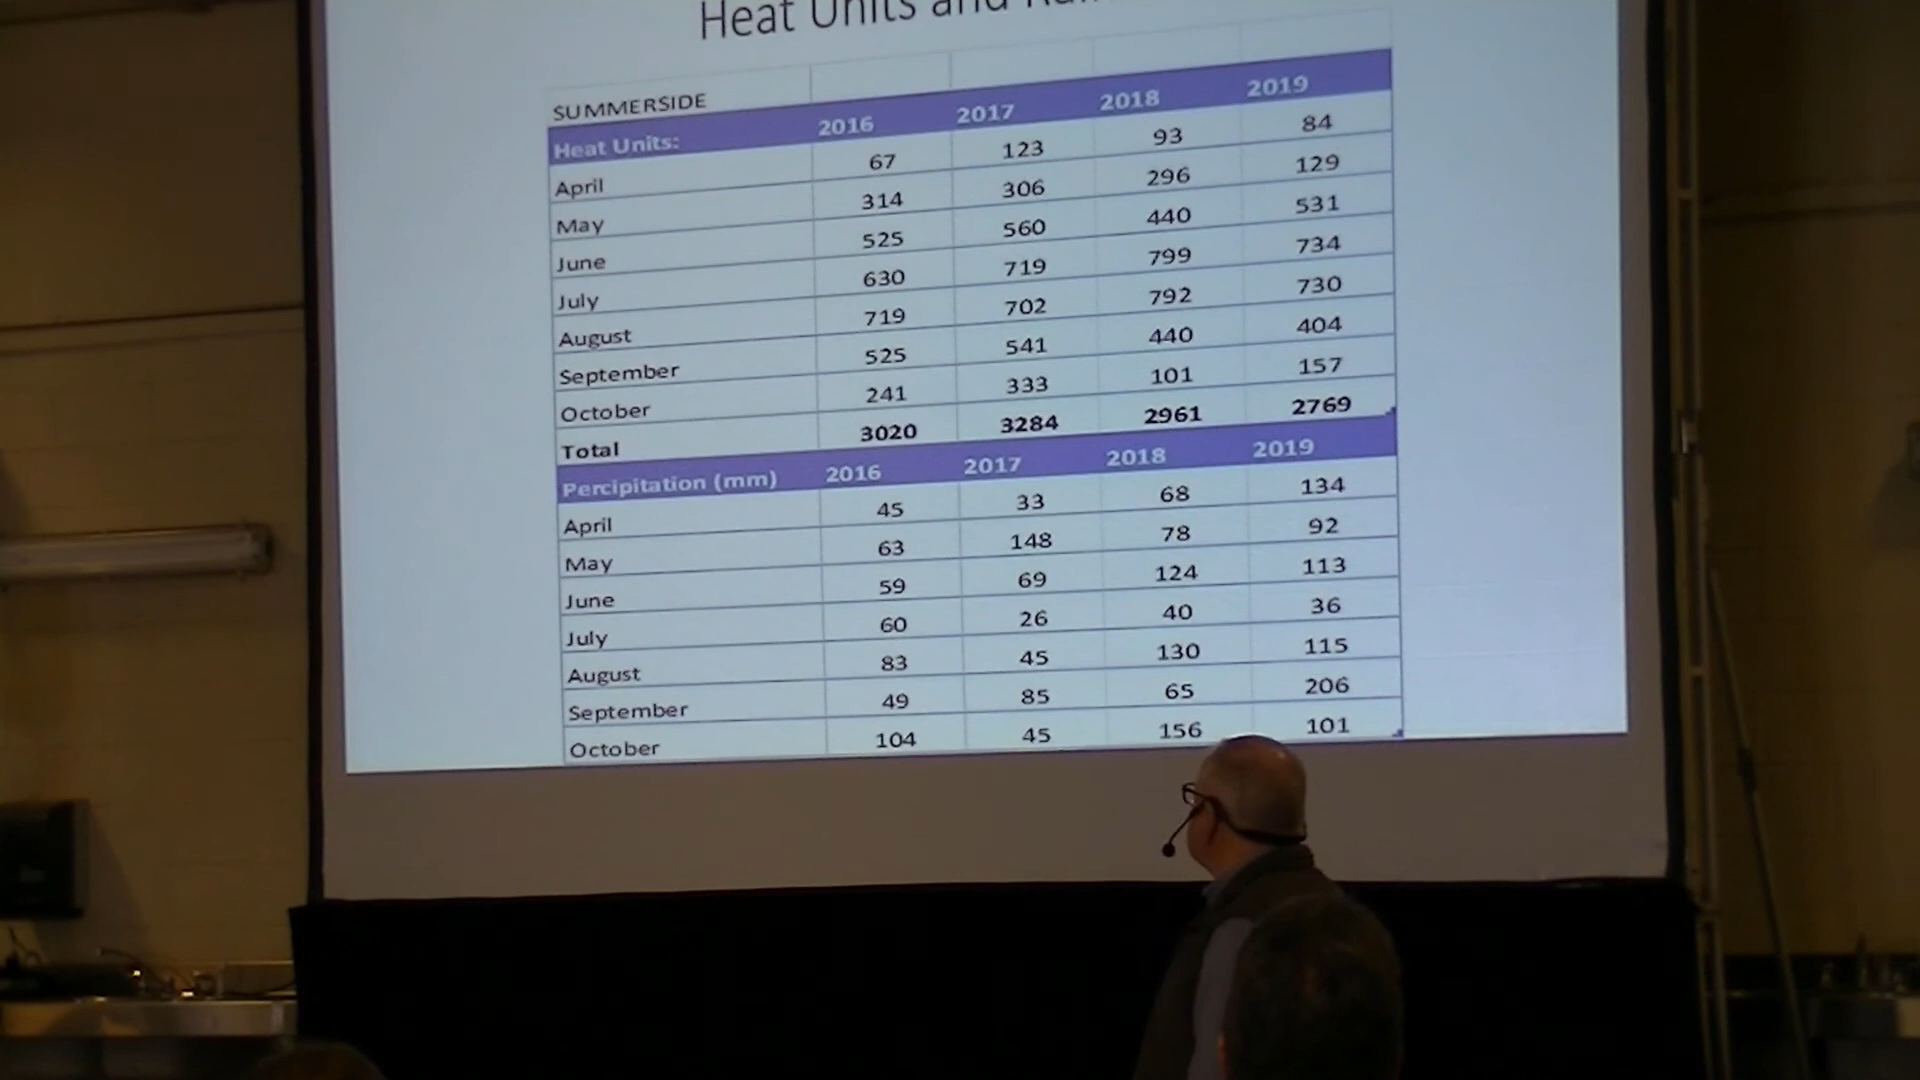 Heat Units and
SUMMERSIDE
Heat Units: 2016 2017 2018 2019
April 67 123 93 84
May 314 306 296 129
June 525 560 440 531
July 630 719 799 734
August 719 702 792 730
September 525 541 440 404
October 241 333 101 157
Total 3020 3284 2961 2769
Percipitation (mm) 2016 2017 2018 2019
April 45 33 68 134
May 63 148 78 92
June 59 69 124 113
July 60 26 40 36
August 83 45 130 115
September 49 85 65 206
October 104 45 156 101